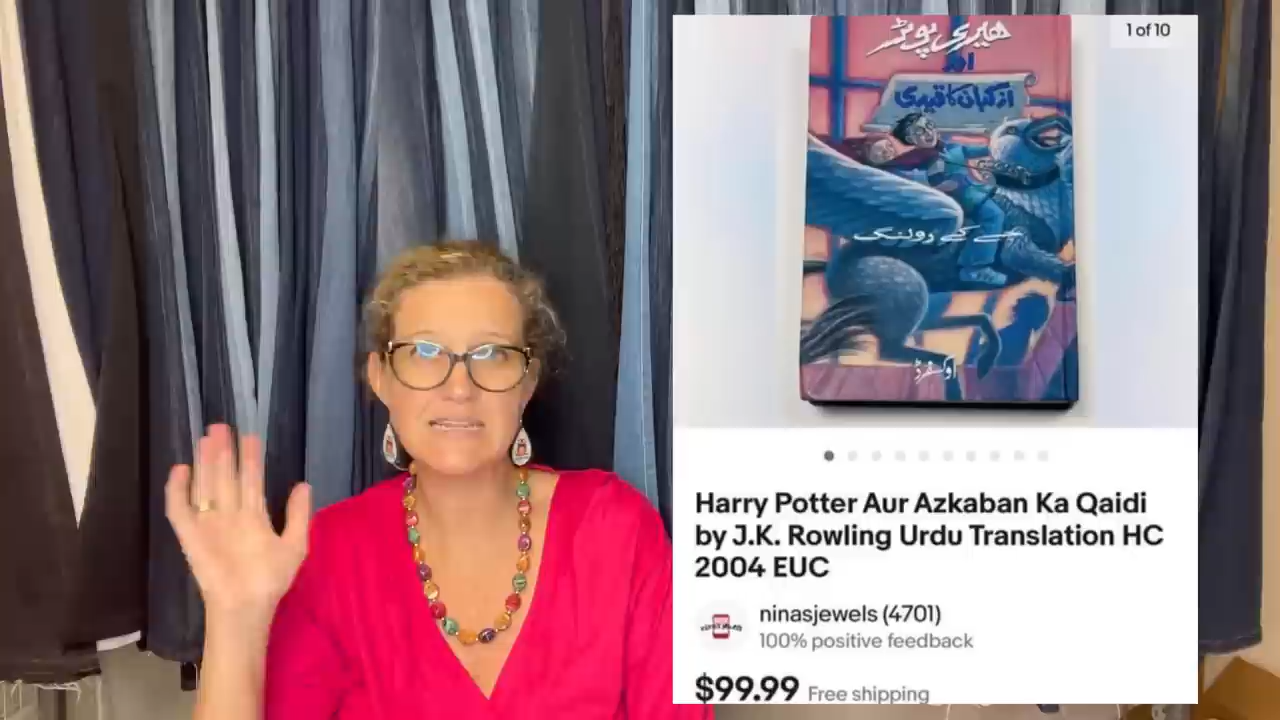 1 of 10
ہیری پوٹر
اور
ازکبان کا قیدی
جے کے رولنگ
اوکسفرڈ
Harry Potter Aur Azkaban Ka Qaidi
by J.K. Rowling Urdu Translation HC
2004 EUC
ninasjewels (4701)
100% positive feedback
$99.99 Free shipping